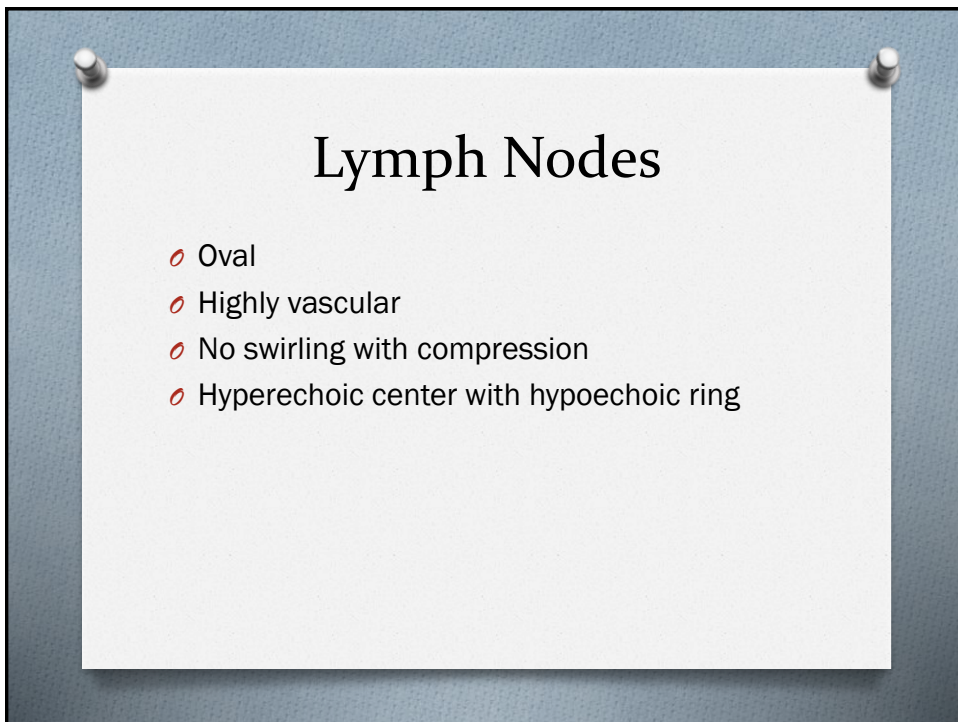 Lymph Nodes
Oval
Highly vascular
No swirling with compression
Hyperechoic center with hypoechoic ring